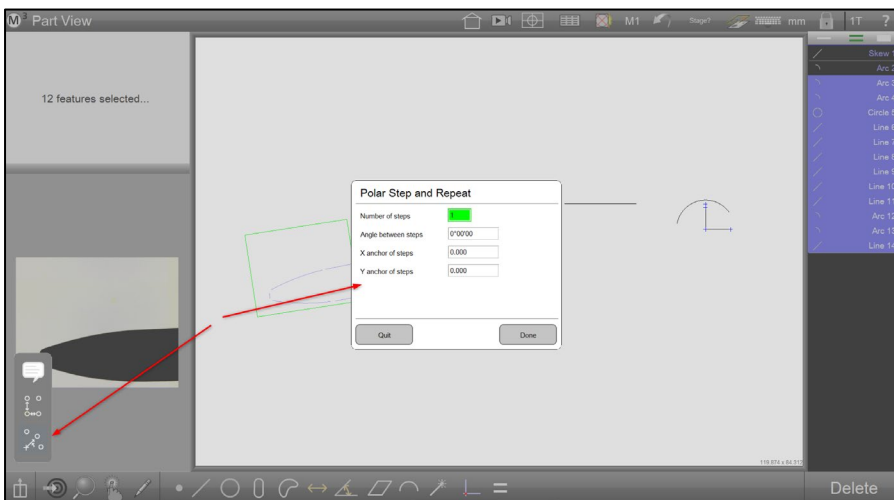 M³ Part View
M1
Stage1
mm
1T
?
12 features selected...
Polar Step and Repeat
Number of steps
Angle between steps 0°00'00
X anchor of steps 0.000
Y anchor of steps 0.000
Quit
Done
Skew 1
Arc 2
Arc 3
Arc 4
Circle 5
Line 6
Line 7
Line 8
Line 9
Line 10
Line 11
Arc 12
Arc 13
Line 14
Delete